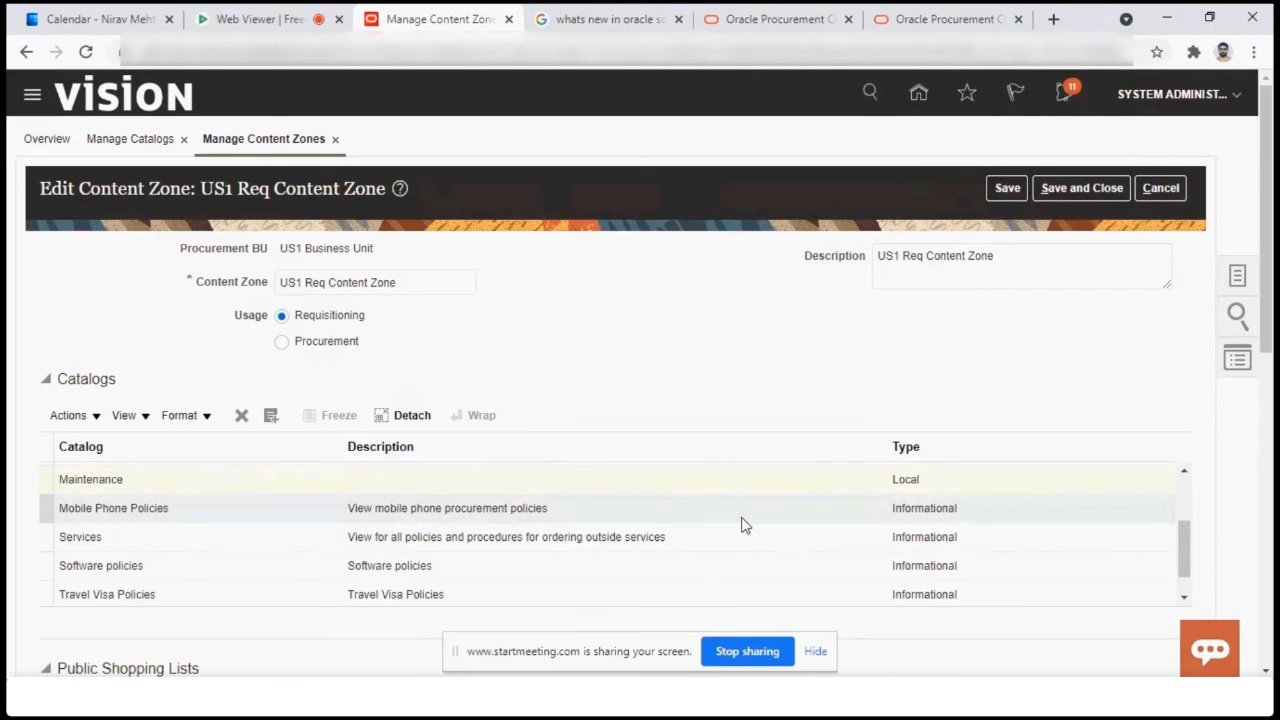 Calendar - Nirav Meht
Web Viewer | Free
Manage Content Zone
whats new in oracle so
Oracle Procurement C
Oracle Procurement C
vision
11
SYSTEM ADMINIST...
Overview
Manage Catalogs
Manage Content Zones
Edit Content Zone: US1 Req Content Zone
Save
Save and Close
Cancel
Procurement BU US1 Business Unit
Description US1 Req Content Zone
* Content Zone US1 Req Content Zone
Usage Requisitioning
Procurement
Catalogs
Actions View Format Freeze Detach Wrap
Catalog Description Type
Maintenance Local
Mobile Phone Policies View mobile phone procurement policies Informational
Services View for all policies and procedures for ordering outside services Informational
Software policies Software policies Informational
Travel Visa Policies Travel Visa Policies Informational
www.startmeeting.com is sharing your screen. Stop sharing Hide
Public Shopping Lists